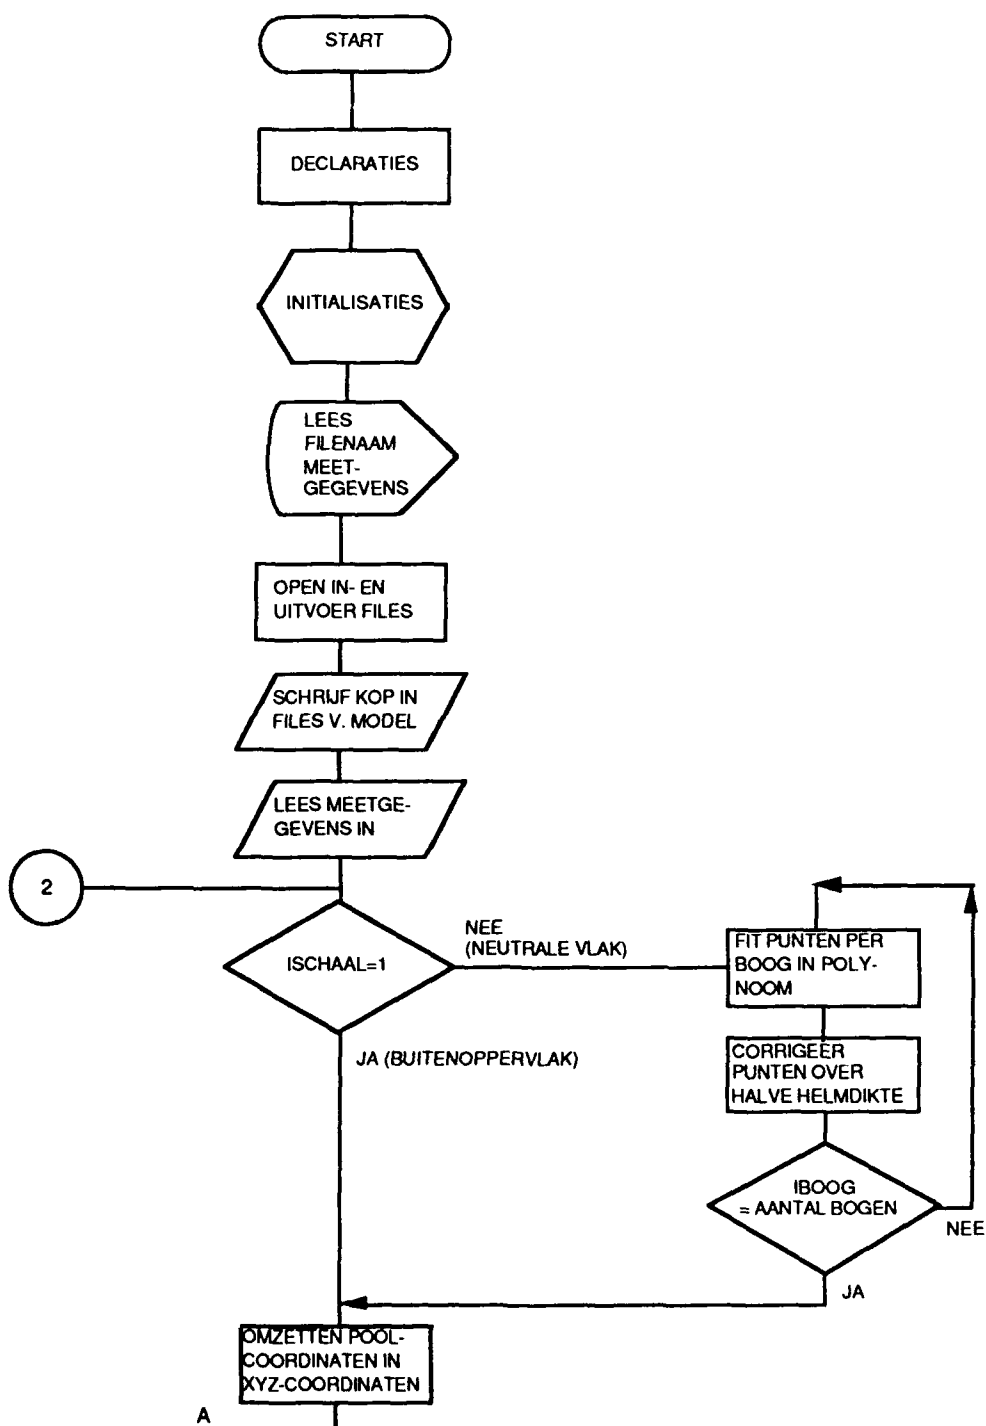 START
DECLARATIES
INITIALISATIES
LEES
FILENAAM
MEET-
GEGEVENS
OPEN IN- EN
UITVOER FILES
SCHRIJF KOP IN
FILES V. MODEL
LEES MEETGE-
GEVENS IN
2
ISCHAAL=1
NEE
(NEUTRALE VLAK)
FIT PUNTEN PER
BOOG IN POLY-
NOOM
JA (BUITENOPPERVLAK)
CORRIGEER
PUNTEN OVER
HALVE HELMDIKTE
IBOOG
= AANTAL BOGEN
NEE
JA
OMZETTEN POOL-
COORDINATEN IN
XYZ-COORDINATEN
A